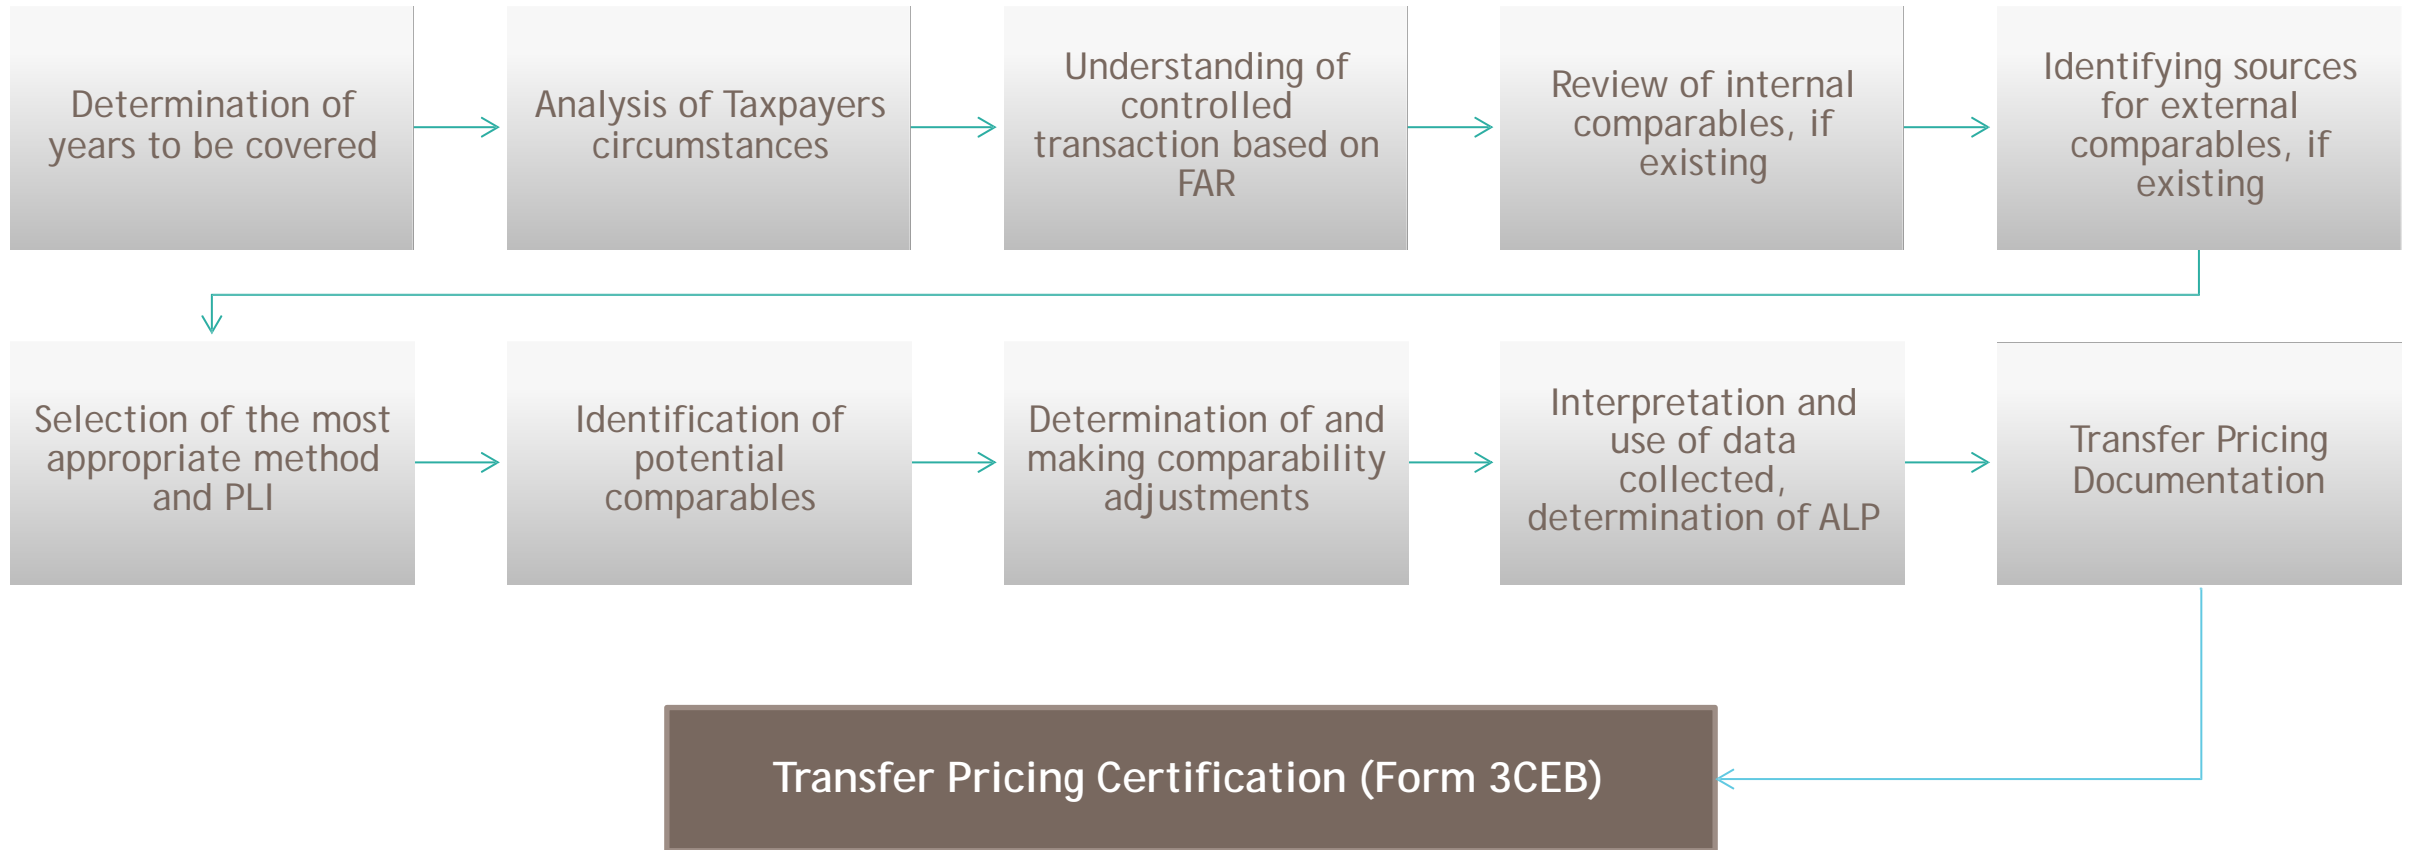 Determination of
years to be covered
Analysis of Taxpayers
circumstances
Understanding of
controlled
transaction based on
FAR
Review of internal
comparables, if
existing
Identifying sources
for external
comparables, if
existing
Selection of the most
appropriate method
and PLI
Identification of
potential
comparables
Determination of and
making comparability
adjustments
Interpretation and
use of data
collected,
determination of ALP
Transfer Pricing
Documentation
Transfer Pricing Certification (Form 3CEB)